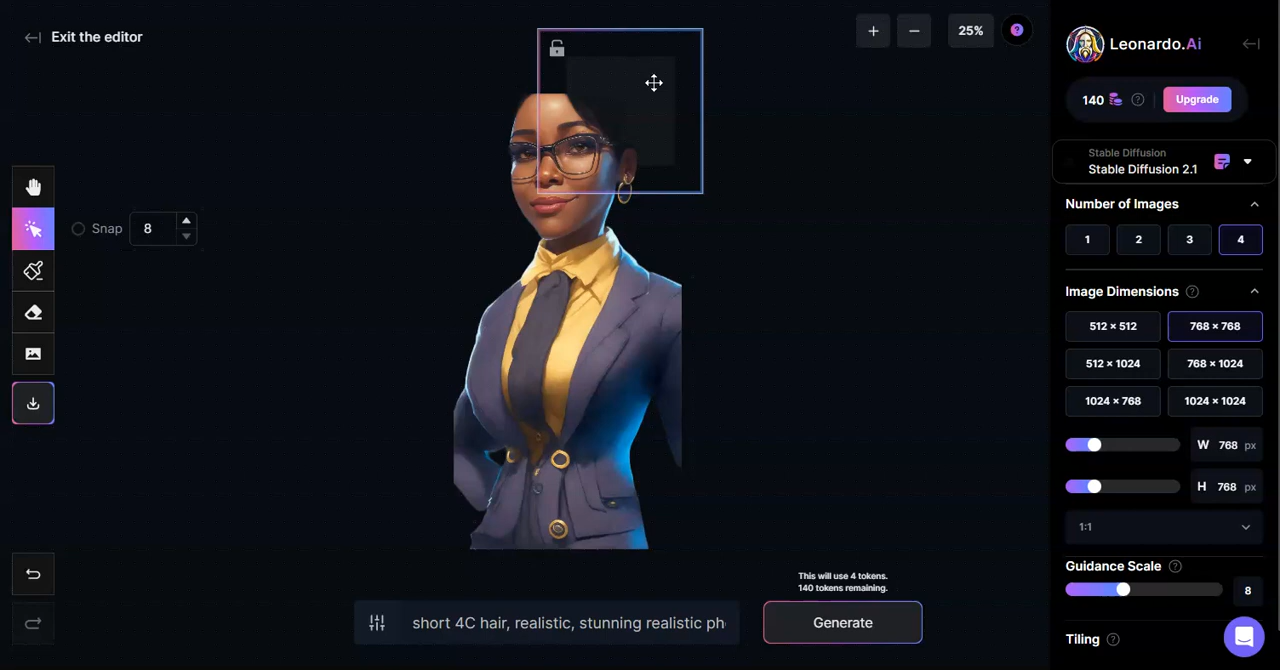 Exit the editor
25%
Leonardo.Ai
140
Upgrade
Stable Diffusion
Stable Diffusion 2.1
Number of Images
1 2 3 4
Snap 8
Image Dimensions
512 × 512 768 × 768
512 × 1024 768 × 1024
1024 × 768 1024 × 1024
W 768 px
H 768 px
1:1
Guidance Scale
8
This will use 4 tokens.
140 tokens remaining.
short 4C hair, realistic, stunning realistic ph
Generate
Tiling